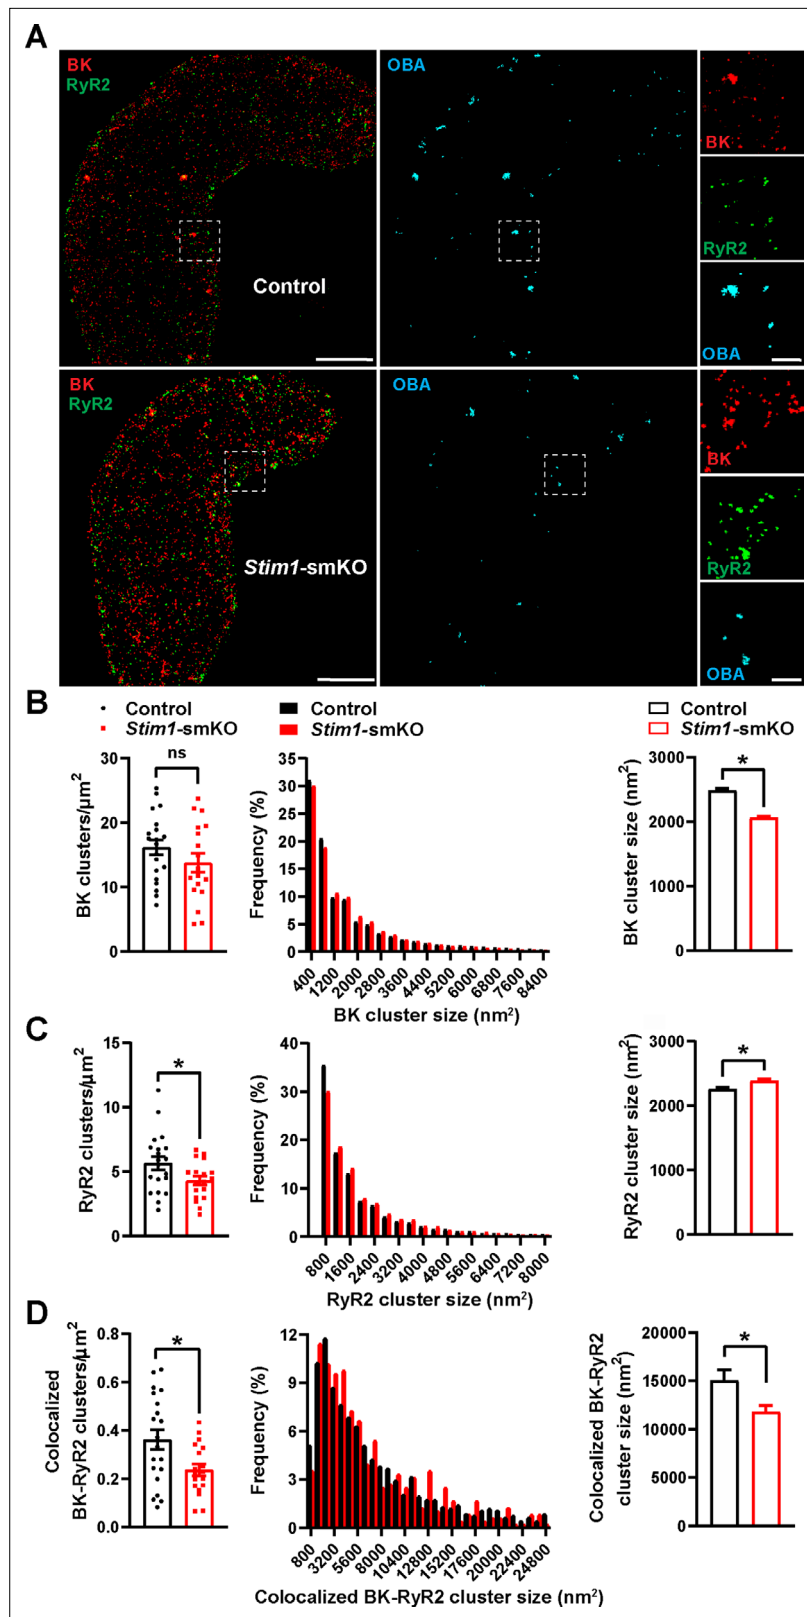 A
BK
RyR2
OBA
BK
RyR2
Control
OBA
BK
RyR2
OBA
BK
Stim1-smKO
RyR2
OBA
B
Control
Stim1-smKO
Control
Stim1-smKO
Control
Stim1-smKO
BK clusters/µm²
30
20
10
0
ns
Frequency (%)
35
30
25
20
15
10
5
0
400
1200
2000
2800
3600
4400
5200
6000
6800
7600
8400
BK cluster size (nm²)
BK cluster size (nm²)
3000
2000
1000
0
*
C
RyR2 clusters/µm²
15
10
5
0
*
Frequency (%)
40
30
20
10
0
800
1600
2400
3200
4000
4800
5600
6400
7200
8000
RyR2 cluster size (nm²)
RyR2 cluster size (nm²)
3000
2000
1000
0
*
D
Colocalized
BK-RyR2 clusters/µm²
0.8
0.6
0.4
0.2
0.0
*
Frequency (%)
12
9
6
3
0
800
3200
5600
8000
10400
12800
15200
17600
20000
22400
24800
Colocalized BK-RyR2 cluster size (nm²)
Colocalized BK-RyR2
cluster size (nm²)
20000
15000
10000
5000
0
*